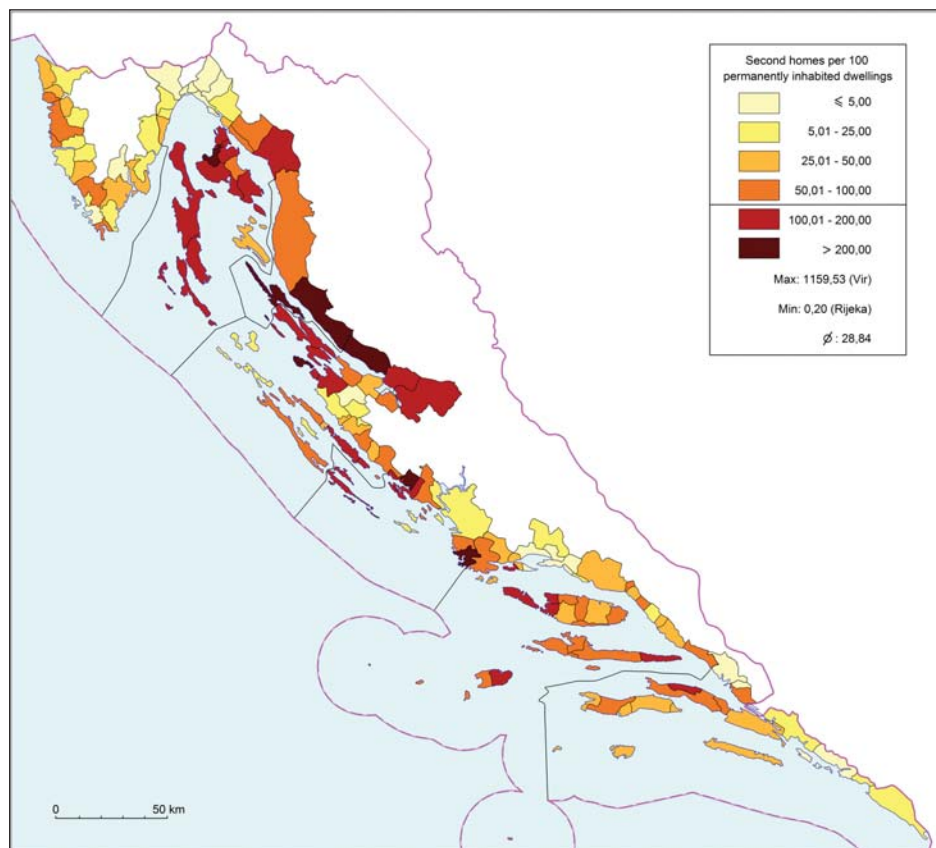 Second homes per 100
permanently inhabited dwellings
⩽ 5,00
5,01 - 25,00
25,01 - 50,00
50,01 - 100,00
100,01 - 200,00
> 200,00
Max: 1159,53 (Vir)
Min: 0,20 (Rijeka)
Ø : 28,84
0 50 km